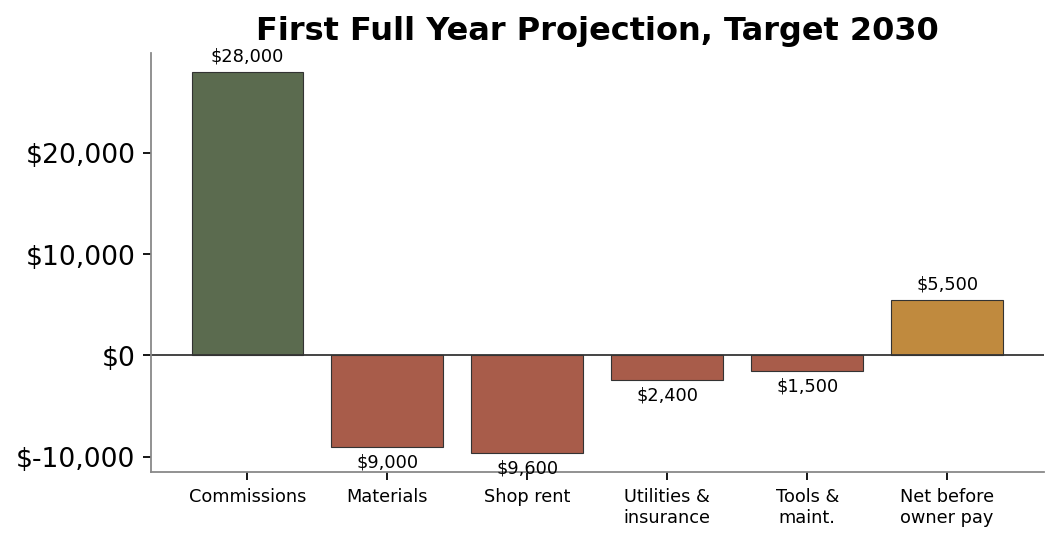 First Full Year Projection, Target 2030
$28,000
$20,000
$10,000
$5,500
$0
$2,400
$1,500
$-10,000
$9,000
$9,600
Commissions
Materials
Shop rent
Utilities &
insurance
Tools &
maint.
Net before
owner pay